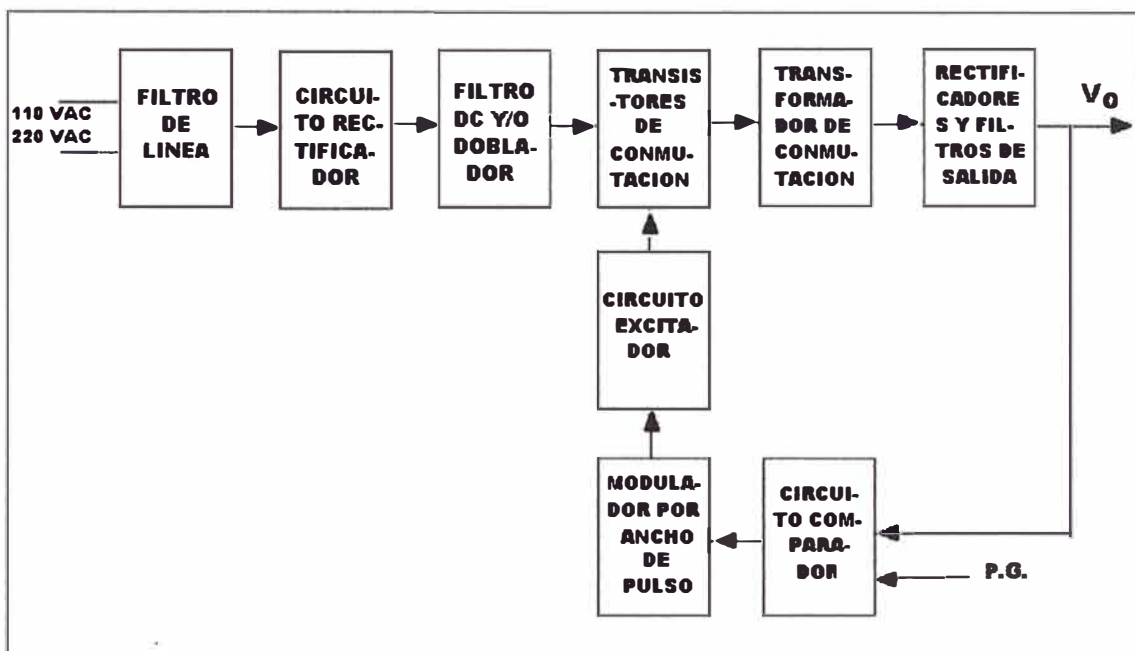 110 VAC
220 VAC
FILTRO
DE
LINEA
CIRCUI-
TO REC-
TIFICA-
DOR
FILTRO
DC Y/O
DOBLA-
DOR
TRANSIS
-TORES
DE
CONMU-
TACION
TRANS-
FORMA-
DOR DE
CONMU-
TACION
RECTIFI-
CADORE
S Y FIL-
TROS DE
SALIDA
V0
CIRCUITO
EXCITA-
DOR
MODULA-
DOR POR
ANCHO
DE
PULSO
CIRCUI-
TO COM-
PARA-
DOR
P.G.